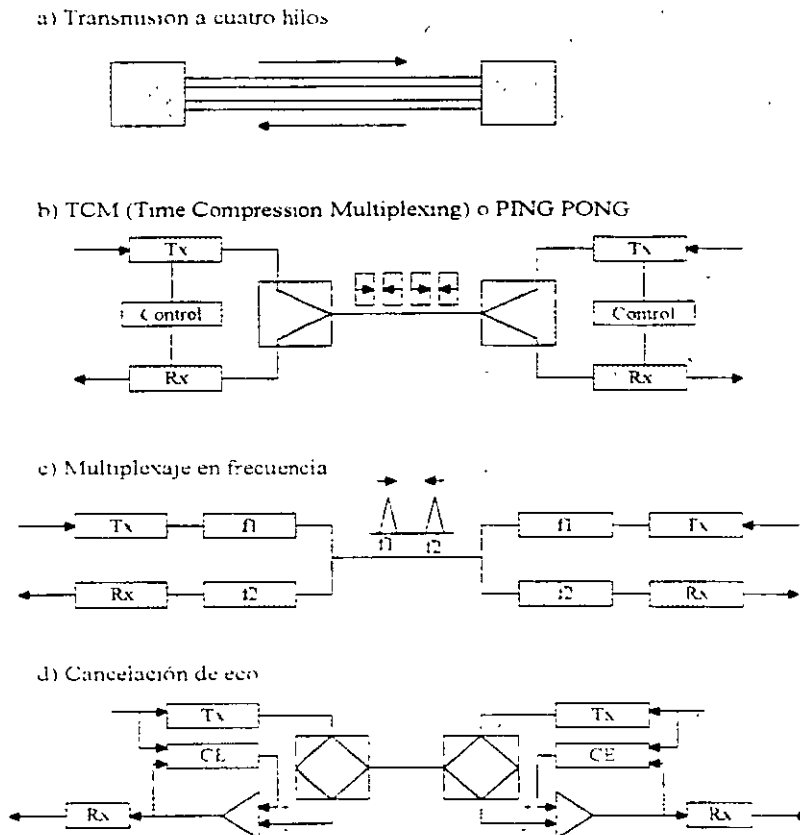 a) Transmision a cuatro hilos
b) TCM (Time Compression Multiplexing) o PING PONG
Tx
Tx
Control
Control
Rx
Rx
c) Multiplexaje en frecuencia
Tx
f1
f1
f2
f1
Tx
Rx
f2
f2
Rx
d) Cancelación de eco
Tx
Tx
CE
CE
Rx
Rx